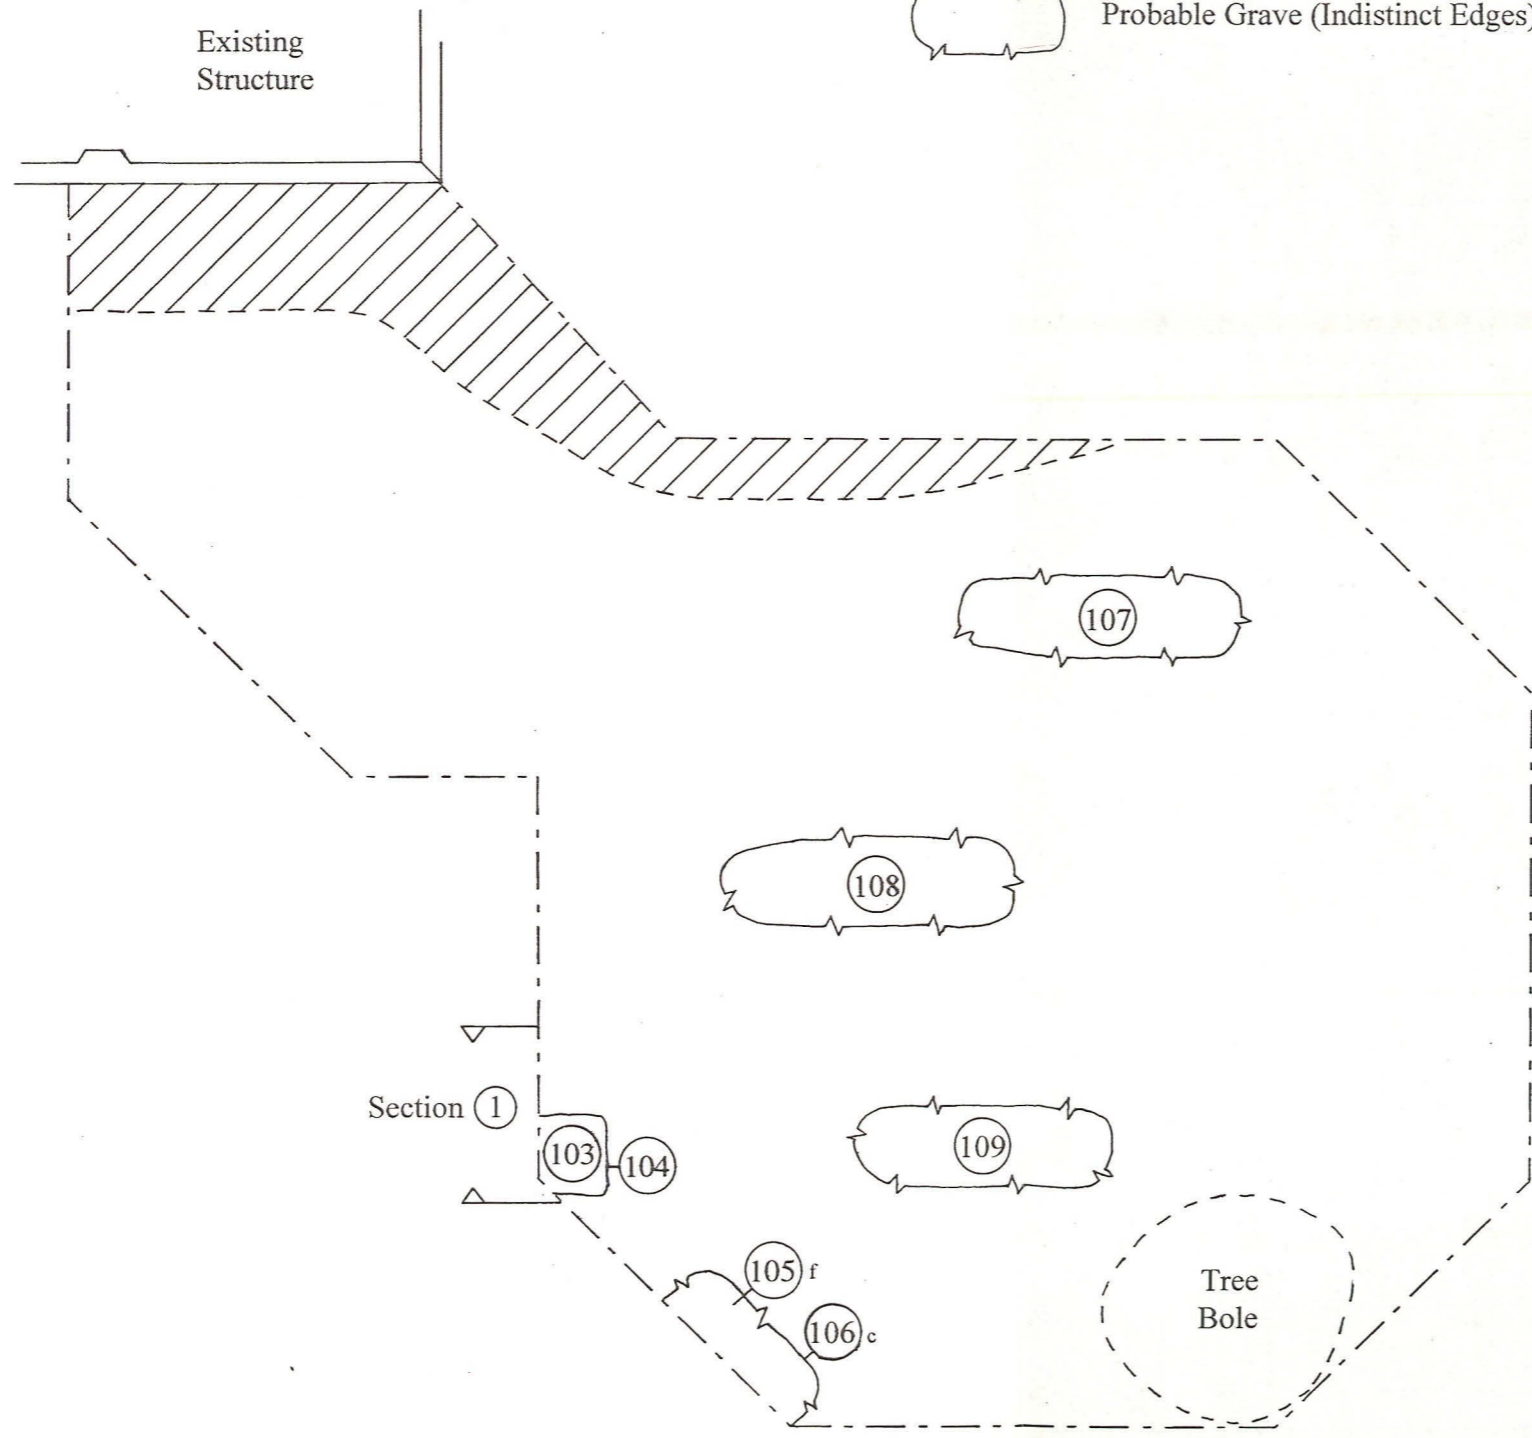 Probable Grave (Indistinct Edges)
Existing
Structure
107
108
Section 1
103
104
109
105 f
106 c
Tree
Bole